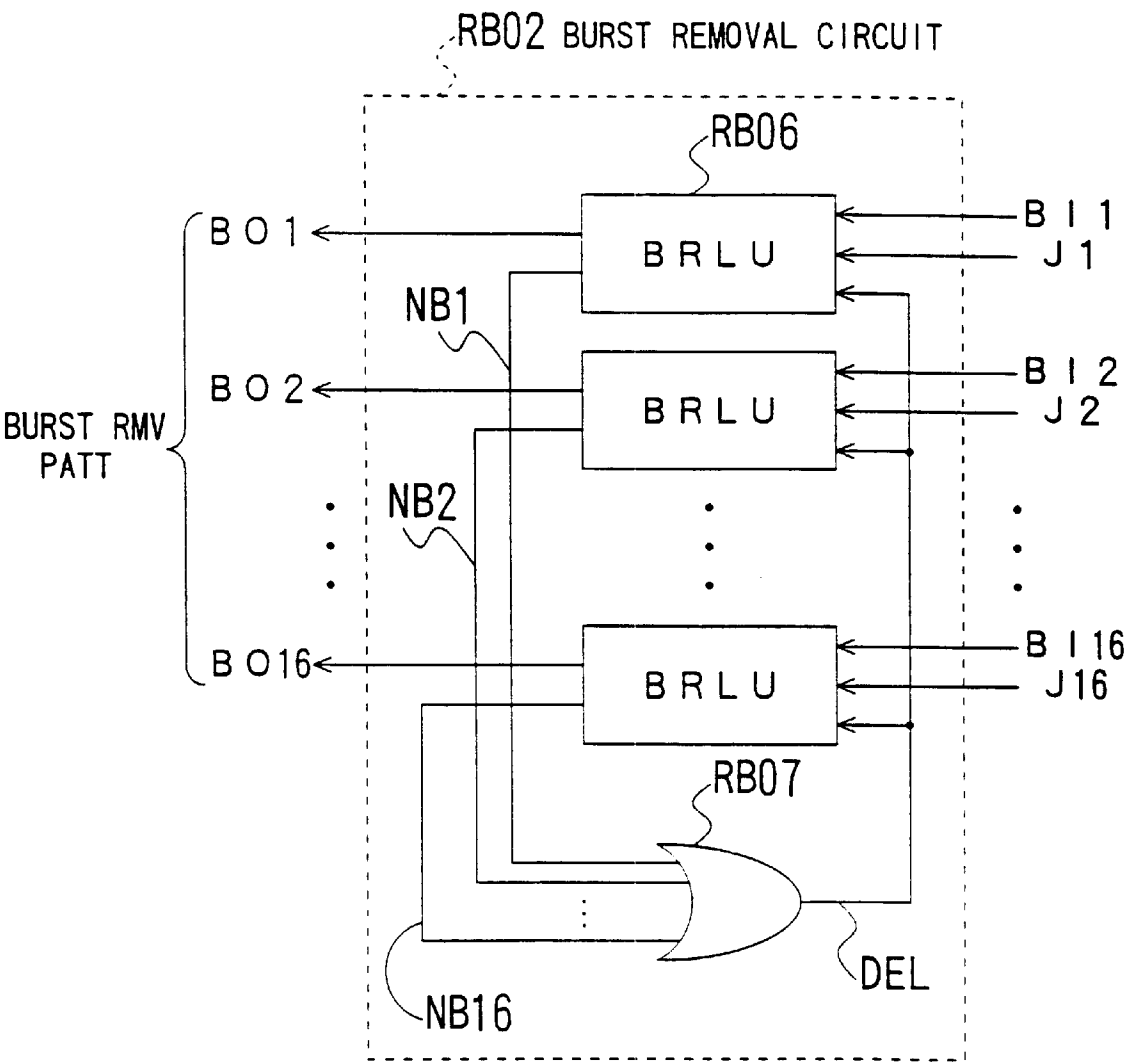 RB02 BURST REMOVAL CIRCUIT
RB06
BO1
BRLU
BI1
J1
NB1
BO2
BRLU
BI2
J2
BURST RMV
PATT
NB2
BO16
BRLU
BI16
J16
RB07
DEL
NB16